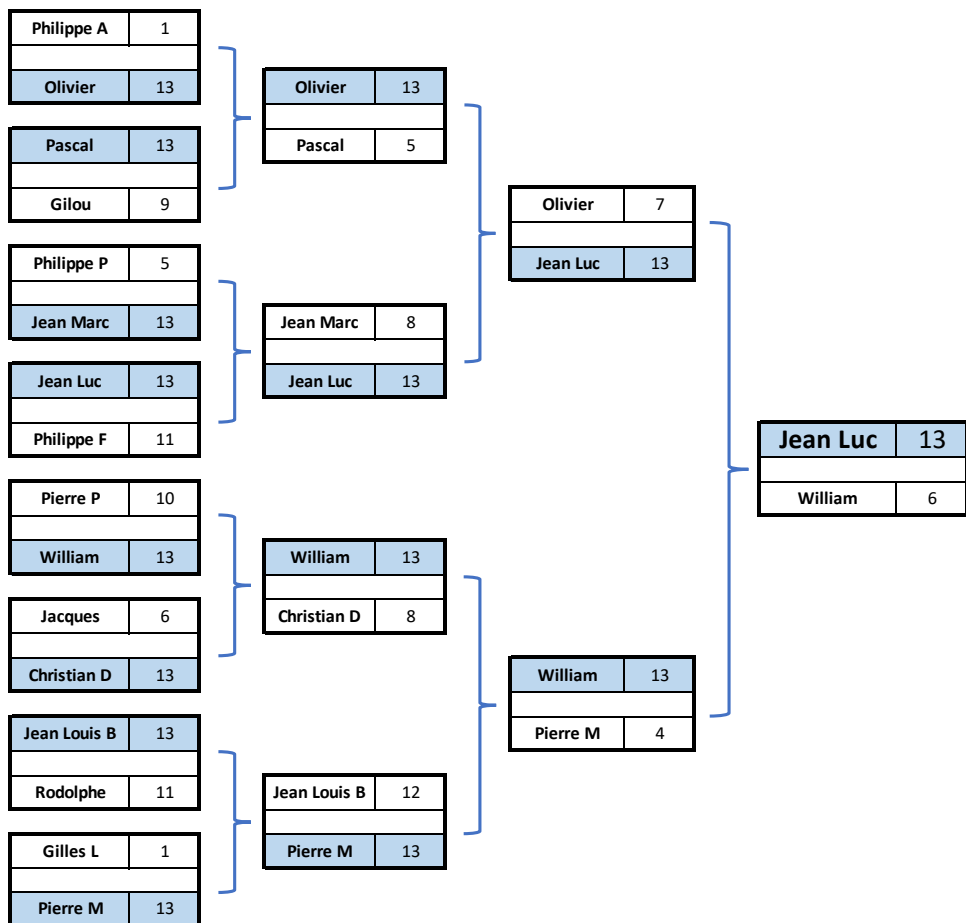 Philippe A 1
Olivier 13
Pascal 13
Gilou 9
Philippe P 5
Jean Marc 13
Jean Luc 13
Philippe F 11
Pierre P 10
William 13
Jacques 6
Christian D 13
Jean Louis B 13
Rodolphe 11
Gilles L 1
Pierre M 13
Olivier 13
Pascal 5
Jean Marc 8
Jean Luc 13
William 13
Christian D 8
Jean Louis B 12
Pierre M 13
Olivier 7
Jean Luc 13
William 13
Pierre M 4
Jean Luc 13
William 6